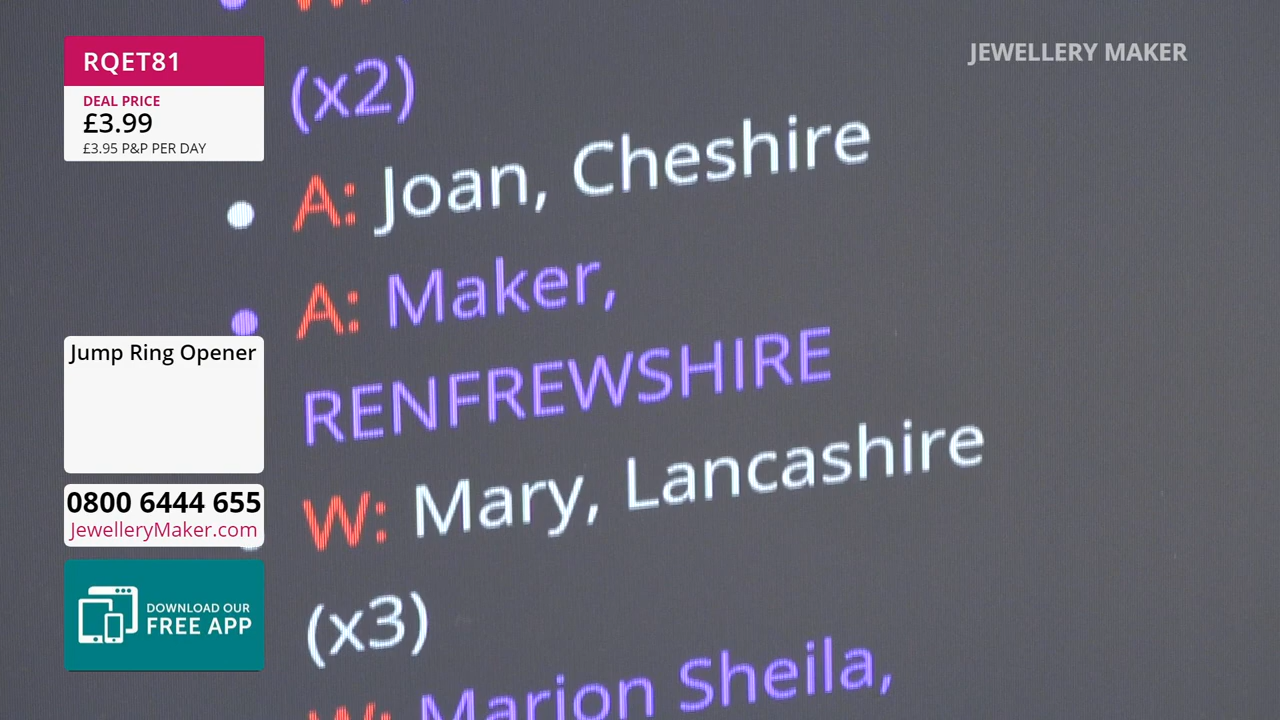 RQET81
DEAL PRICE
£3.99
£3.95 P&P PER DAY
JEWELLERY MAKER
(x2)
A: Joan, Cheshire
A: Maker,
RENFREWSHIRE
W: Mary, Lancashire
(x3)
W: Marion Sheila,
Jump Ring Opener
0800 6444 655
JewelleryMaker.com
DOWNLOAD OUR
FREE APP